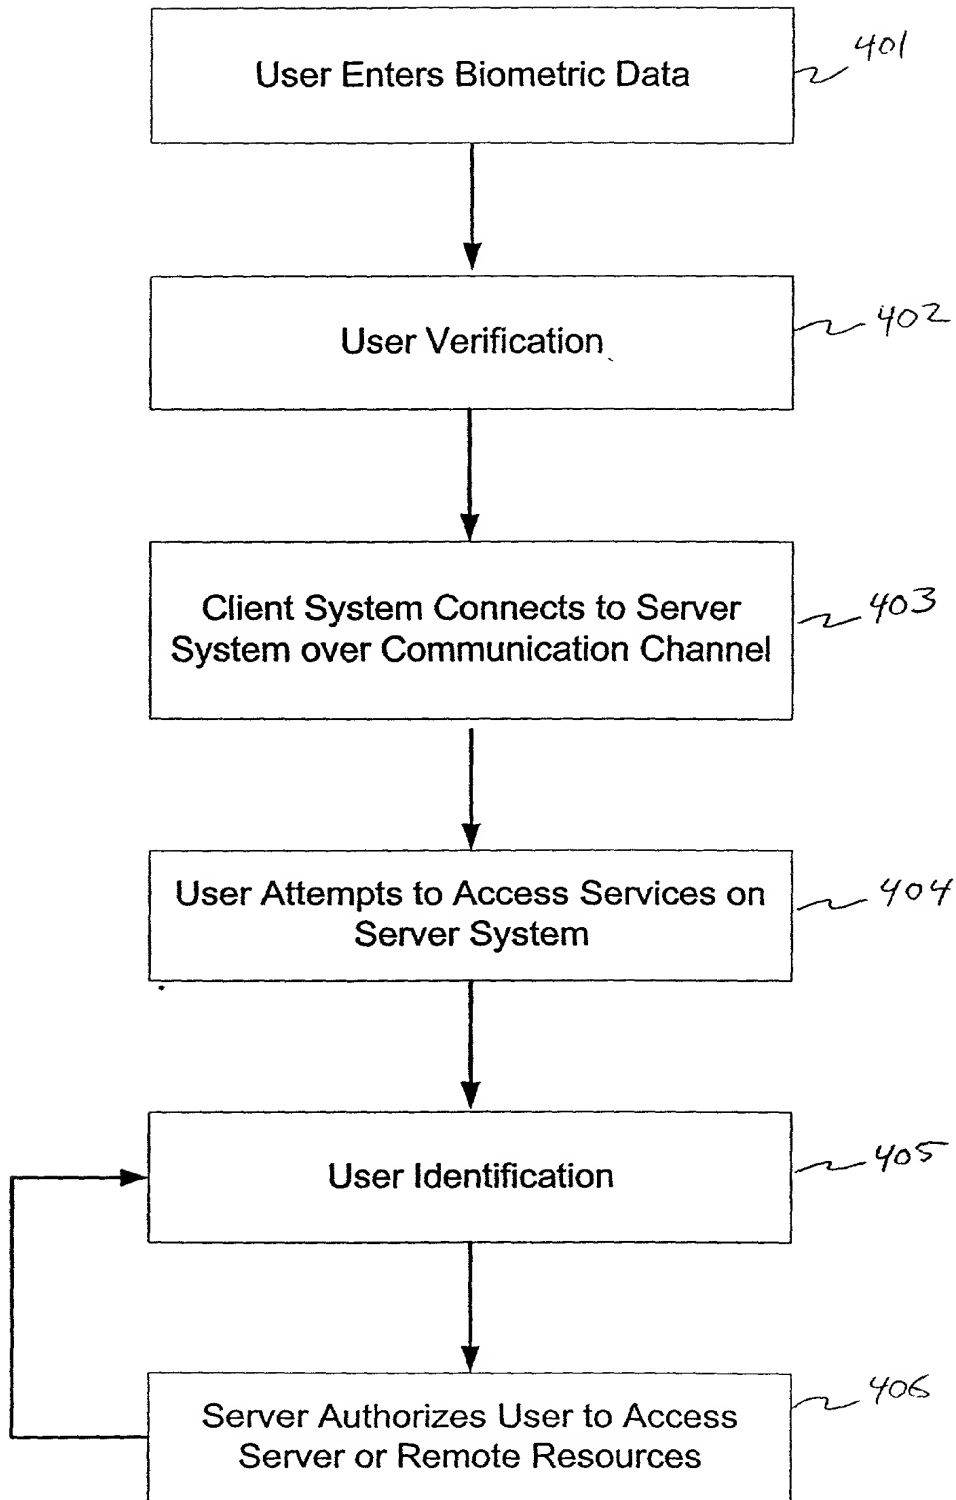 User Enters Biometric Data
401
User Verification
402
Client System Connects to Server
System over Communication Channel
403
User Attempts to Access Services on
Server System
404
User Identification
405
Server Authorizes User to Access
Server or Remote Resources
406